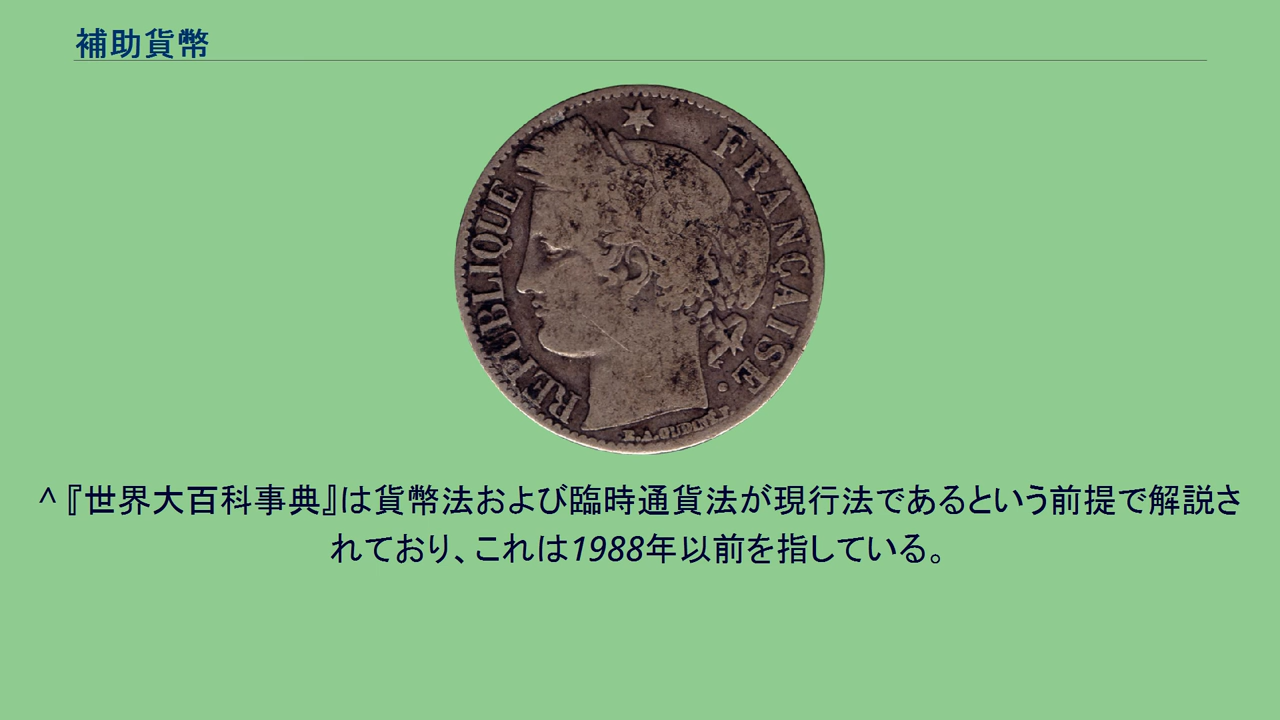 補助貨幣
RÉPUBLIQUE FRANÇAISE
E.A.OUDINÉ.F.
^『世界大百科事典』は貨幣法および臨時通貨法が現行法であるという前提で解説さ
れており、これは1988年以前を指している。